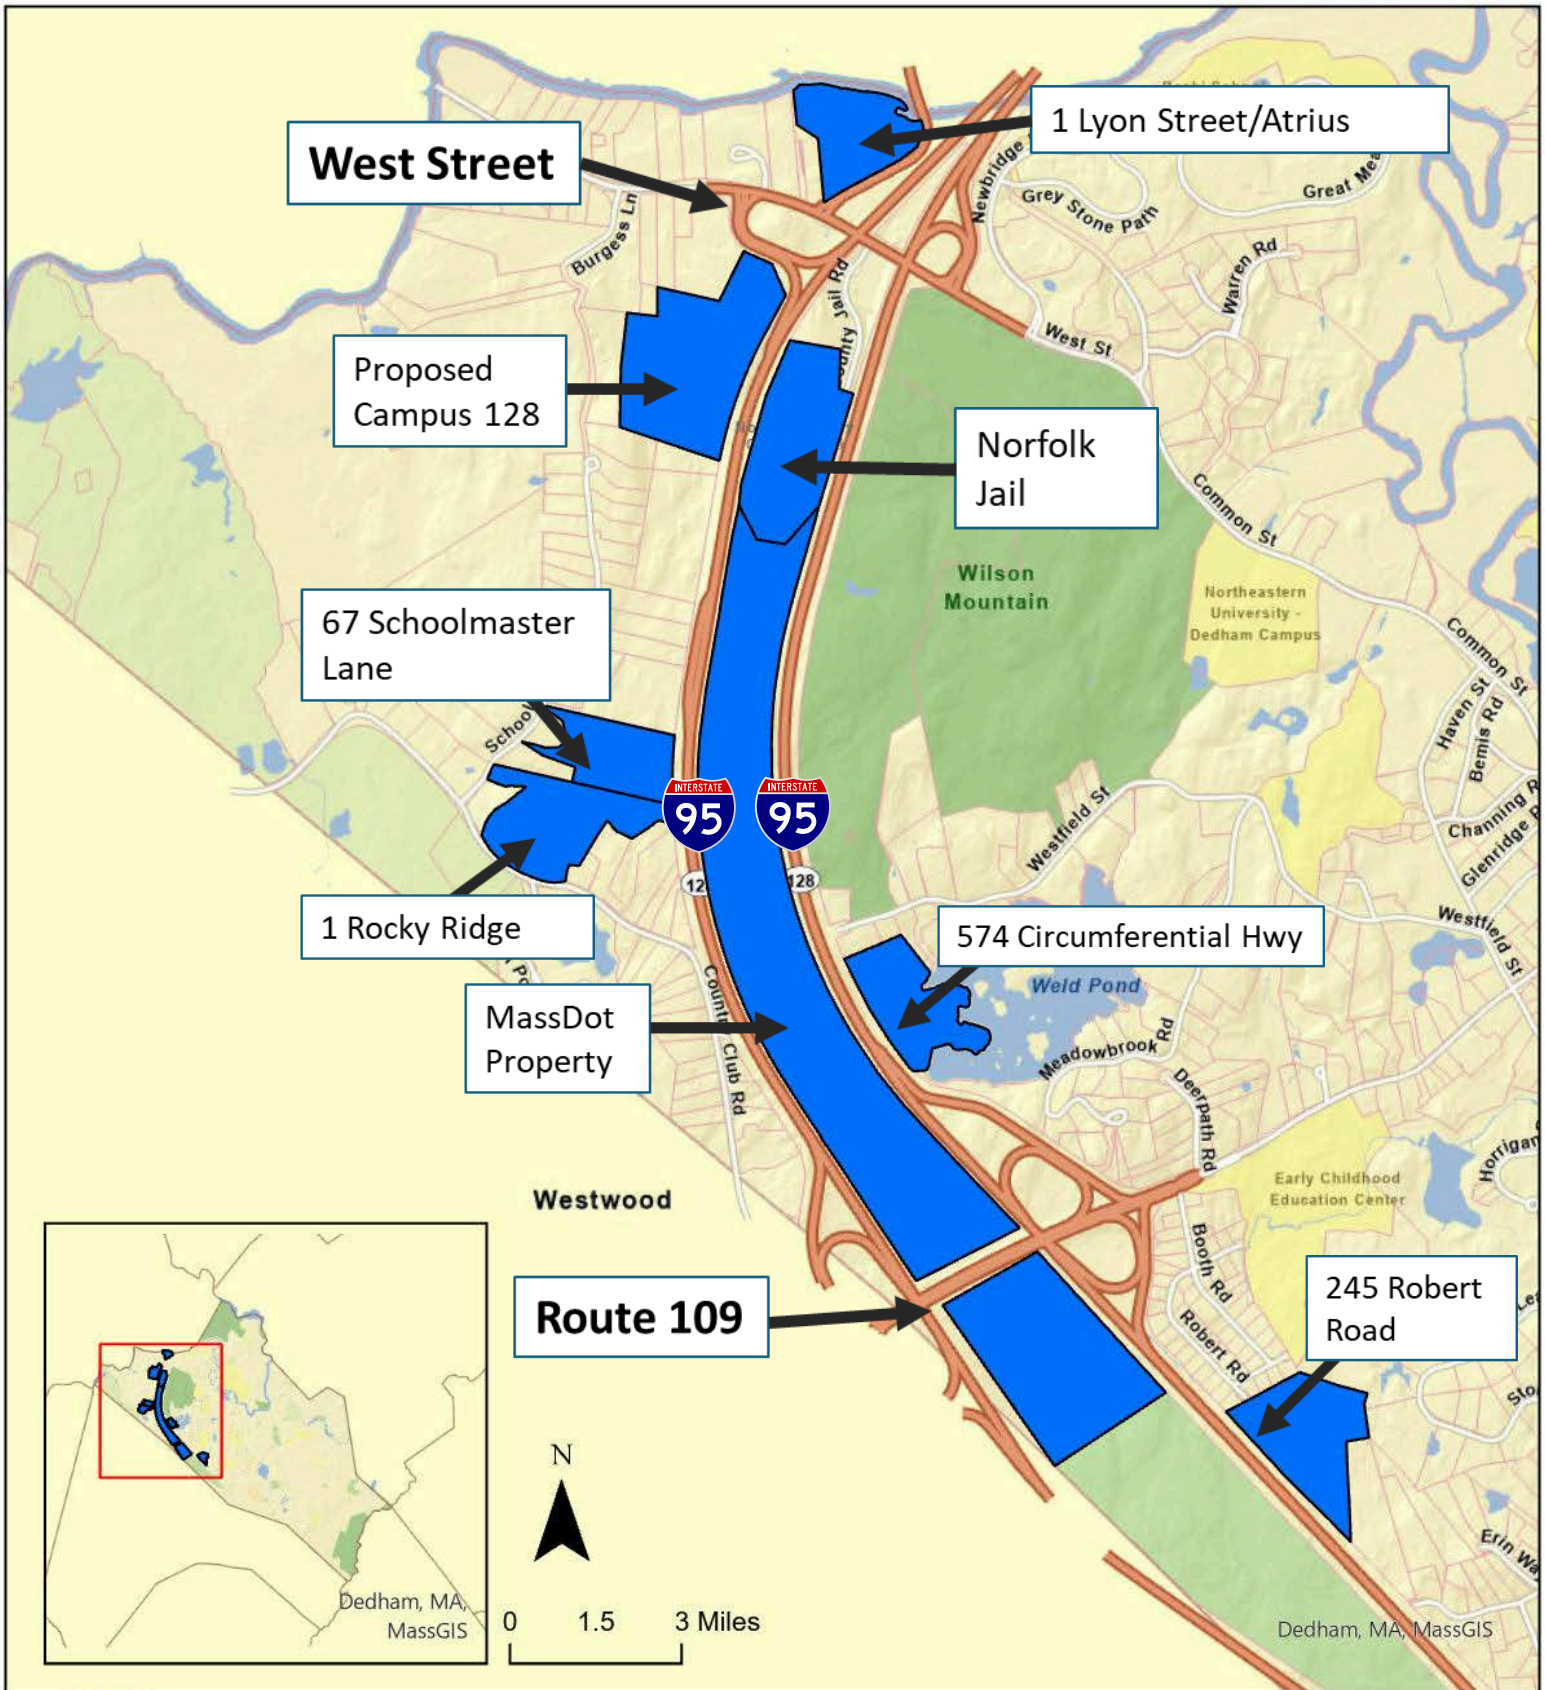 1 Lyon Street/Atrius
West Street
Newbridge
Grey Stone Path
Great Mea
Burgess Ln
Warren Rd
Jail Rd
West St
Proposed
Campus 128
Norfolk
Jail
Common St
Wilson
Mountain
Northeastern
University -
Dedham Campus
67 Schoolmaster
Lane
Common St
Haven St
Bemis Rd
School
INTERSTATE
95
INTERSTATE
95
Westfield St
Channing R
Glenridge R
128
1 Rocky Ridge
574 Circumferential Hwy
Westfield St
Weld Pond
MassDot
Property
Country Club Rd
Meadowbrook Rd
Deerpath Rd
Horrigan
Westwood
Early Childhood
Education Center
Booth Rd
Robert Rd
Route 109
245 Robert
Road
Erin Wa
N
0 1.5 3 Miles
Dedham, MA,
MassGIS
Dedham, MA, MassGIS